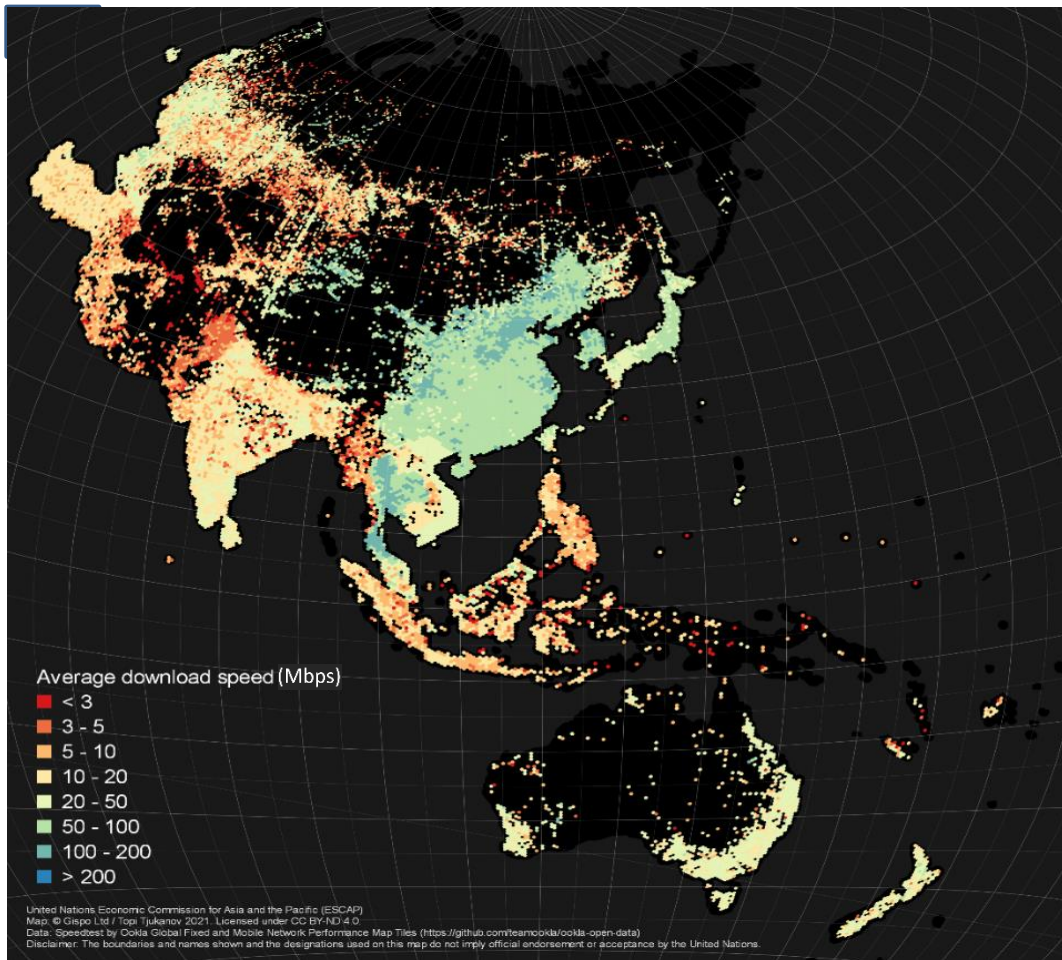 Average download speed (Mbps)
< 3
3 - 5
5 - 10
10 - 20
20 - 50
50 - 100
100 - 200
> 200
United Nations Economic Commission for Asia and the Pacific (ESCAP)
Map: © Gispo Ltd / Topi Tjukanov 2021. Licensed under CC BY-ND 4.0
Data: Speedtest by Ookla Global Fixed and Mobile Network Performance Map Tiles (https://github.com/teamookla/ookla-open-data)
Disclaimer: The boundaries and names shown and the designations used on this map do not imply official endorsement or acceptance by the United Nations.